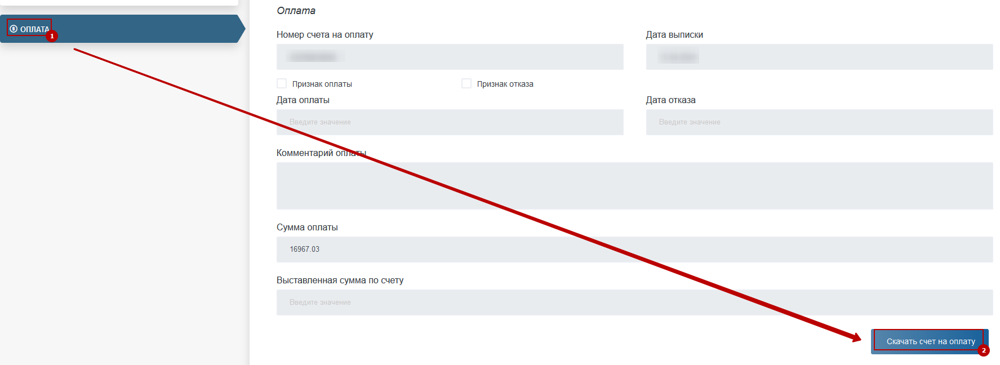 Оплата
ОПЛАТА
1
Номер счета на оплату
Дата выписки
Признак оплаты
Признак отказа
Дата оплаты
Дата отказа
Введите значение
Введите значение
Комментарий оплаты
Сумма оплаты
16967.03
Выставленная сумма по счету
Введите значение
Скачать счет на оплату
2